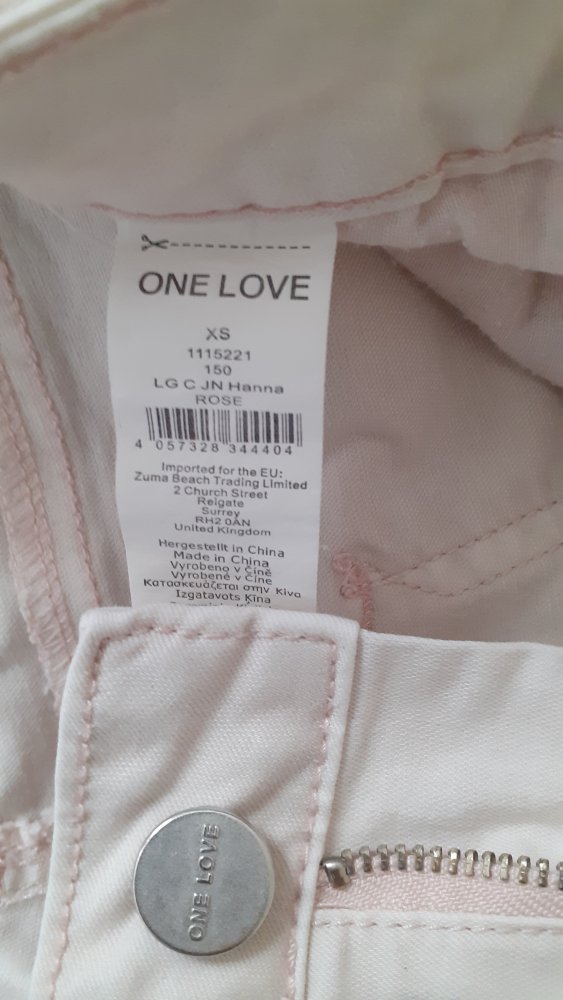 ONE LOVE
XS
1115221
150
LG C JN Hanna
ROSE
4 057328 344404
Imported for the EU:
Zuma Beach Trading Limited
2 Church Street
Reigate
Surrey
RH2 0AN
United Kingdom
Hergestellt in China
Made in China
Vyrobeno v Číně
Vyrobené v Číne
Κατασκευάζεται στην Κίνα
Izgatavots Ķīna
ONE LOVE